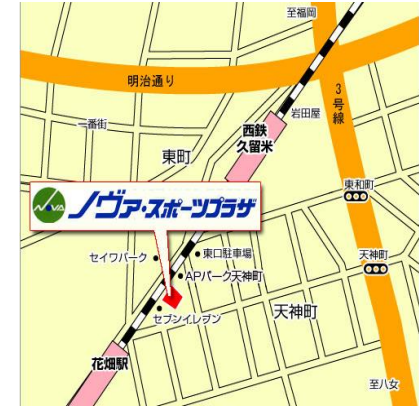 至福岡
明治通り
3号線
一番街
岩田屋
西鉄
久留米
東町
NOVA
ノヴァ・スポーツプラザ
東和町
セイワパーク
東口駐車場
天神町
APパーク天神町
セブンイレブン
天神町
花畑駅
至八女